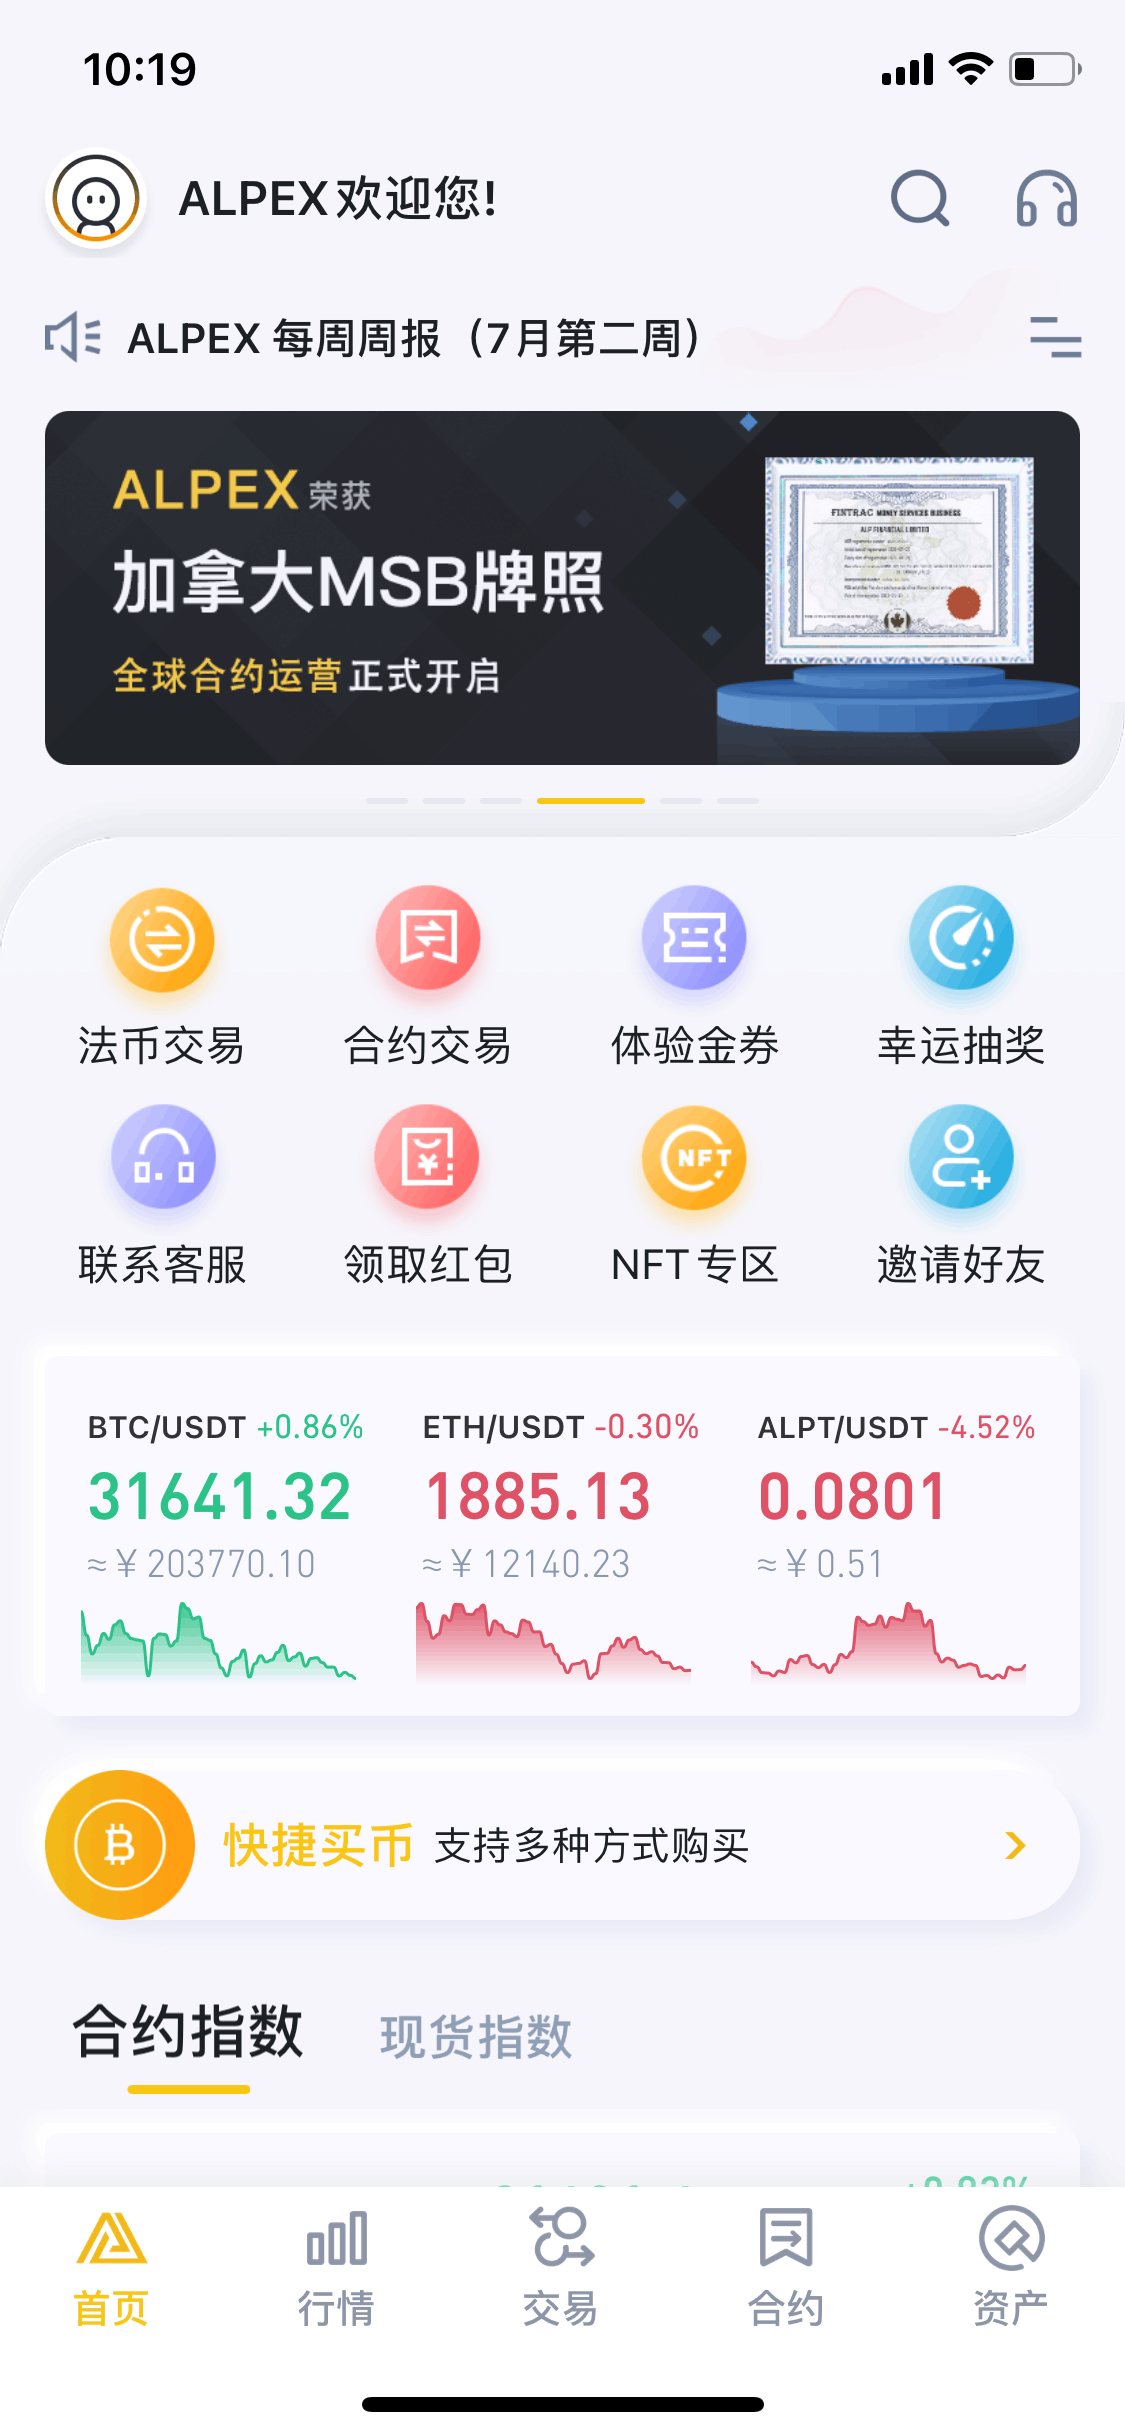 10:19
ALPEX欢迎您!
ALPEX 每周周报（7月第二周）
ALPEX 荣获
加拿大MSB牌照
全球合约运营正式开启
FINTRAC MONEY SERVICES BUSINESS
ALP FINANCIAL LIMITED
法币交易
合约交易
体验金券
幸运抽奖
NFT
联系客服
领取红包
NFT专区
邀请好友
BTC/USDT +0.86%
31641.32
≈¥203770.10
ETH/USDT -0.30%
1885.13
≈¥12140.23
ALPT/USDT -4.52%
0.0801
≈¥0.51
快捷买币 支持多种方式购买
合约指数
现货指数
首页
行情
交易
合约
资产